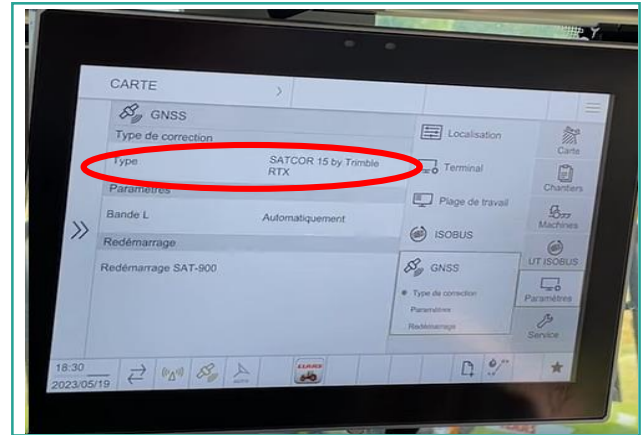 CARTE
GNSS
Type de correction
Type
SATCOR 15 by Trimble
RTX
Paramètres
Bande L
Automatiquement
Redémarrage
Redémarrage SAT-900
Localisation
Terminal
Plage de travail
ISOBUS
GNSS
Type de correction
Paramètres
Redémarrage
Carte
Chantiers
Machines
UT ISOBUS
Paramètres
Service
18:30
2023/05/19
AUTO
CLAAS